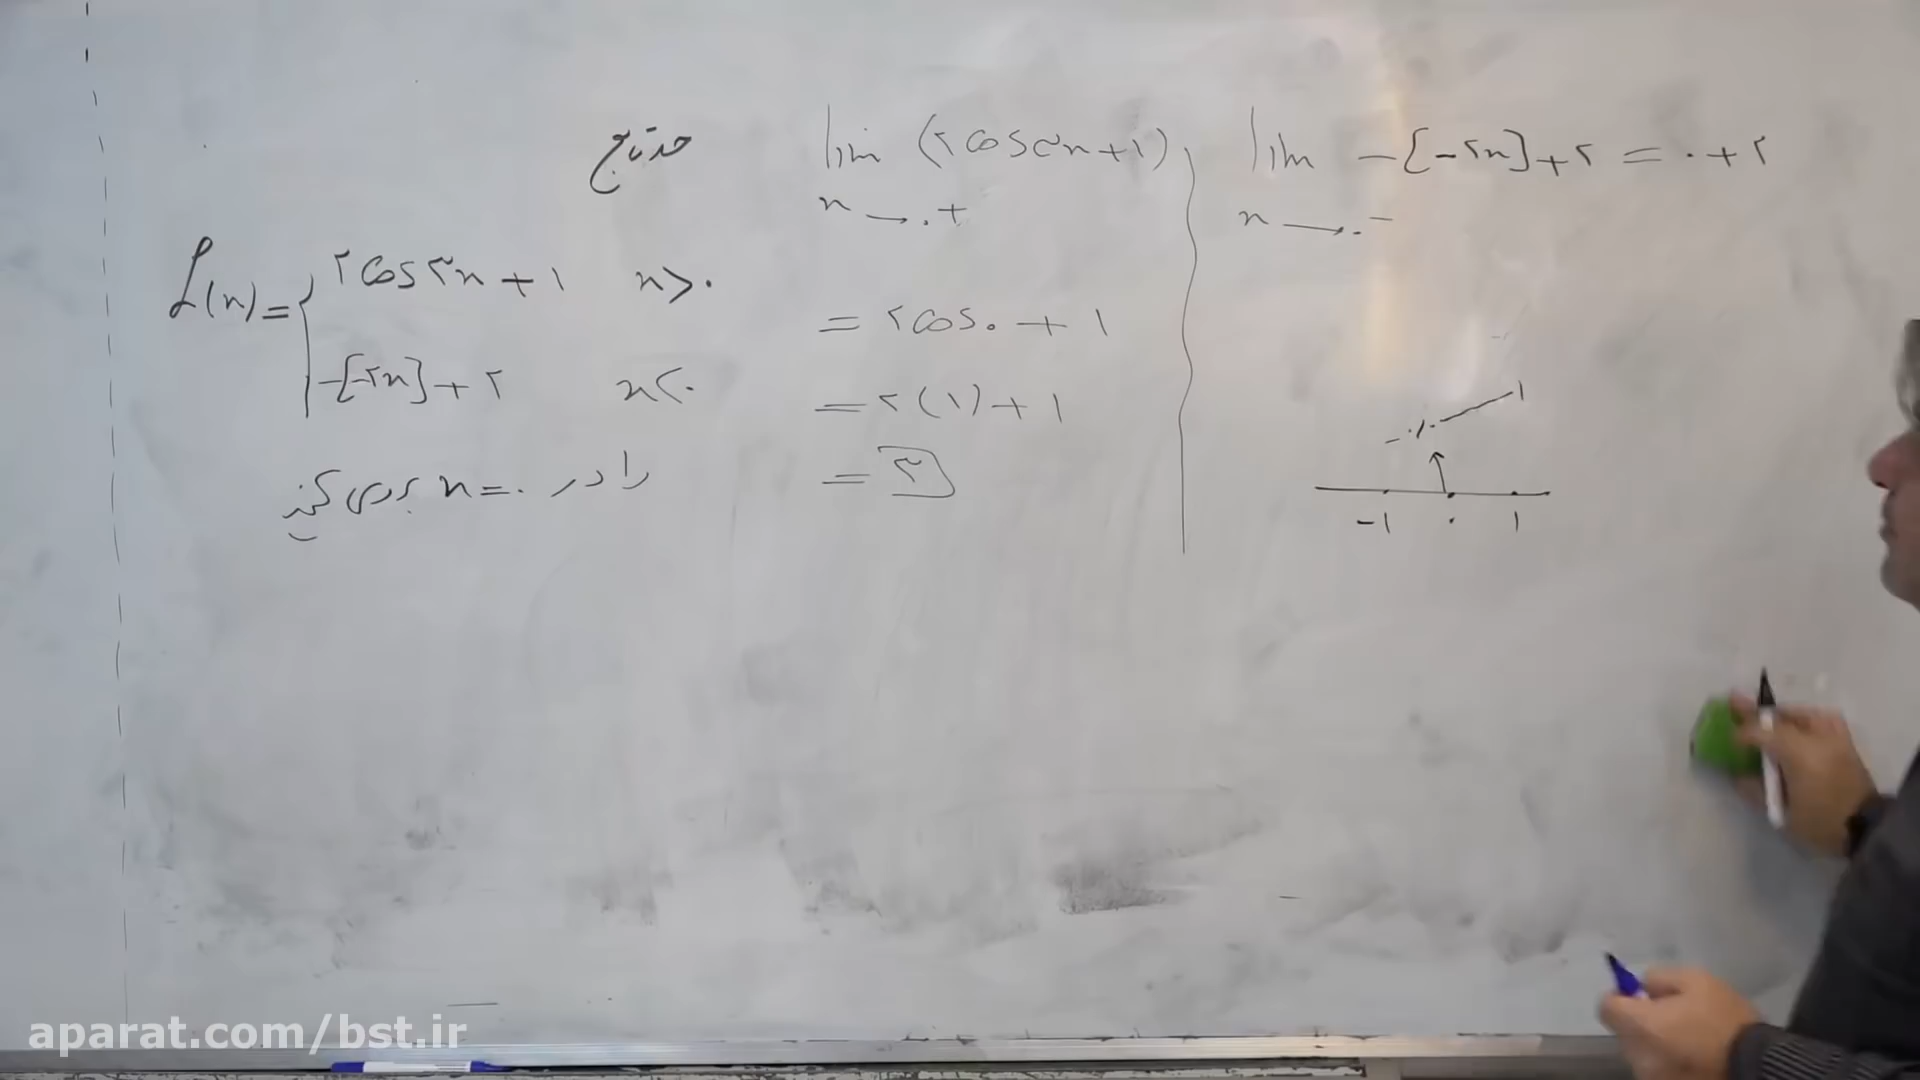 حد تابع
f(x) = { ۲cos۳x + ۱   x > ۰
-[-۲x] + ۲   x < ۰
را در x = ۰ بررسی کنید
lim (۲cos۳x + ۱)
x → ۰+
= ۲cos۰ + ۱
= ۲(۱) + ۱
= ۳
lim -[-۲x] + ۲ = ۰ + ۲
x → ۰-
۱
-۱ ۰ ۱
aparat.com/bst.ir